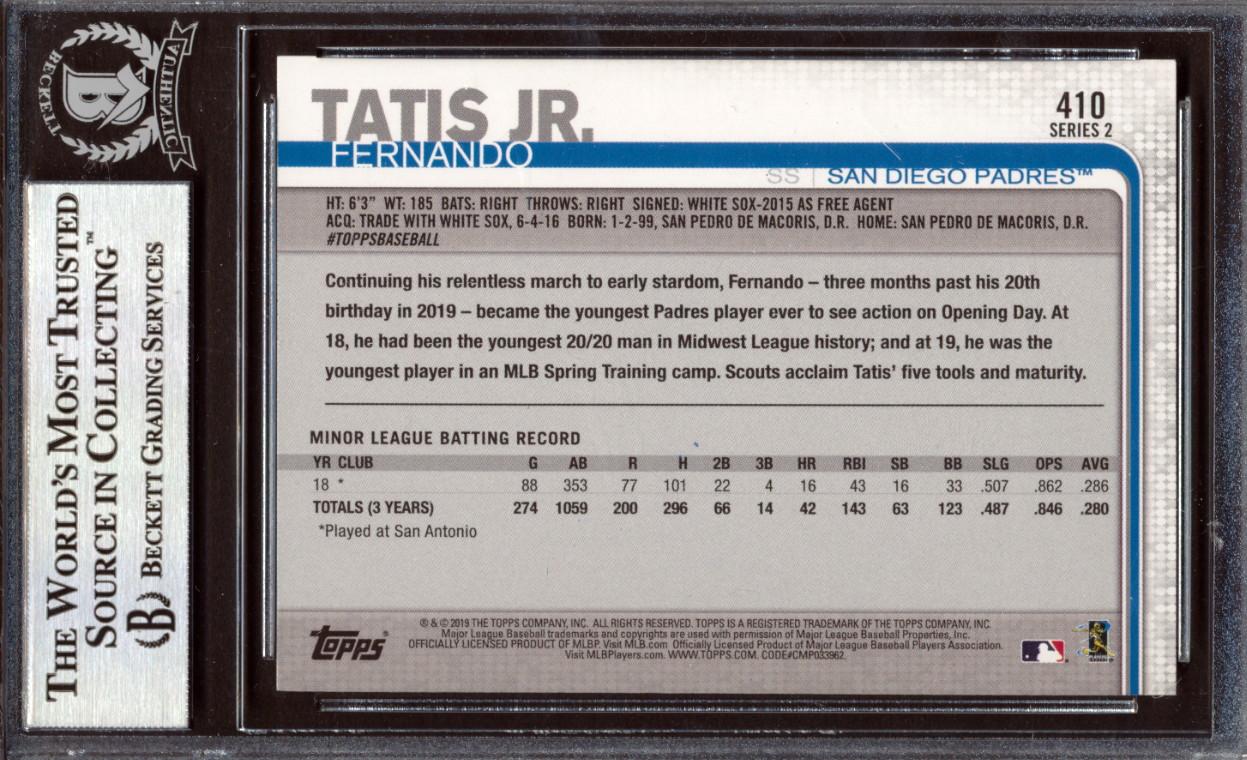 BECKETT AUTHENTIC
B
THE WORLD'S MOST TRUSTED
SOURCE IN COLLECTING™
B BECKETT GRADING SERVICES
TATIS JR.
FERNANDO
410
SERIES 2
SS | SAN DIEGO PADRES™
HT: 6'3" WT: 185 BATS: RIGHT THROWS: RIGHT SIGNED: WHITE SOX-2015 AS FREE AGENT
ACQ: TRADE WITH WHITE SOX, 6-4-16 BORN: 1-2-99, SAN PEDRO DE MACORIS, D.R. HOME: SAN PEDRO DE MACORIS, D.R.
#TOPPSBASEBALL
Continuing his relentless march to early stardom, Fernando – three months past his 20th
birthday in 2019 – became the youngest Padres player ever to see action on Opening Day. At
18, he had been the youngest 20/20 man in Midwest League history; and at 19, he was the
youngest player in an MLB Spring Training camp. Scouts acclaim Tatis' five tools and maturity.
MINOR LEAGUE BATTING RECORD
YR CLUB G AB R H 2B 3B HR RBI SB BB SLG OPS AVG
18 * 88 353 77 101 22 4 16 43 16 33 .507 .862 .286
TOTALS (3 YEARS) 274 1059 200 296 66 14 42 143 63 123 .487 .846 .280
*Played at San Antonio
topps®
® & © 2019 THE TOPPS COMPANY, INC. ALL RIGHTS RESERVED. TOPPS IS A REGISTERED TRADEMARK OF THE TOPPS COMPANY, INC.
Major League Baseball trademarks and copyrights are used with permission of Major League Baseball Properties, Inc.
OFFICIALLY LICENSED PRODUCT OF MLBP. Visit MLB.com Officially Licensed Product of Major League Baseball Players Association.
Visit MLBPlayers.com. WWW.TOPPS.COM. CODE#CMP033962.